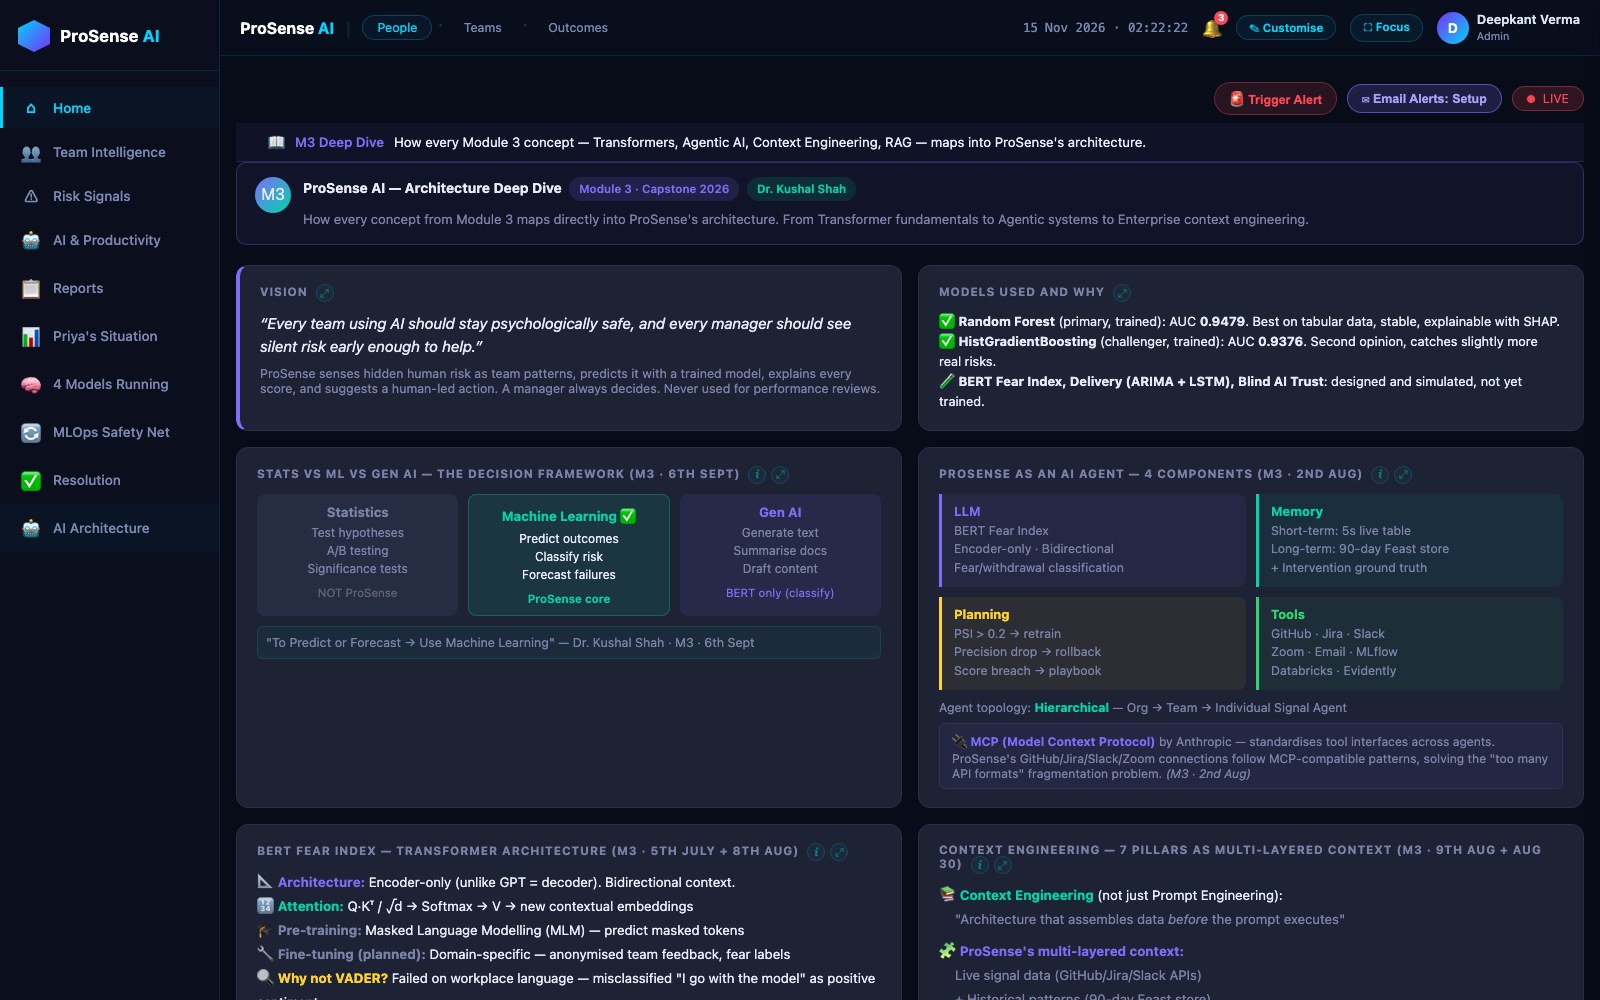 ProSense AI
Home
Team Intelligence
Risk Signals
AI & Productivity
Reports
Priya's Situation
4 Models Running
MLOps Safety Net
Resolution
AI Architecture
ProSense AI
People · Teams · Outcomes
15 Nov 2026 · 02:22:22
3
✎ Customise
⛶ Focus
D
Deepkant Verma
Admin
🚨 Trigger Alert
✉ Email Alerts: Setup
● LIVE
📖 M3 Deep Dive How every Module 3 concept — Transformers, Agentic AI, Context Engineering, RAG — maps into ProSense's architecture.
M3
ProSense AI — Architecture Deep Dive Module 3 · Capstone 2026 Dr. Kushal Shah
How every concept from Module 3 maps directly into ProSense's architecture. From Transformer fundamentals to Agentic systems to Enterprise context engineering.
VISION
“Every team using AI should stay psychologically safe, and every manager should see
silent risk early enough to help.”
ProSense senses hidden human risk as team patterns, predicts it with a trained model, explains every
score, and suggests a human-led action. A manager always decides. Never used for performance reviews.
MODELS USED AND WHY
✅ Random Forest (primary, trained): AUC 0.9479. Best on tabular data, stable, explainable with SHAP.
✅ HistGradientBoosting (challenger, trained): AUC 0.9376. Second opinion, catches slightly more
real risks.
🧪 BERT Fear Index, Delivery (ARIMA + LSTM), Blind AI Trust: designed and simulated, not yet
trained.
STATS VS ML VS GEN AI — THE DECISION FRAMEWORK (M3 · 6TH SEPT) i
Statistics
Test hypotheses
A/B testing
Significance tests
NOT ProSense
Machine Learning ✅
Predict outcomes
Classify risk
Forecast failures
ProSense core
Gen AI
Generate text
Summarise docs
Draft content
BERT only (classify)
"To Predict or Forecast → Use Machine Learning" — Dr. Kushal Shah · M3 · 6th Sept
PROSENSE AS AN AI AGENT — 4 COMPONENTS (M3 · 2ND AUG) i
LLM
BERT Fear Index
Encoder-only · Bidirectional
Fear/withdrawal classification
Memory
Short-term: 5s live table
Long-term: 90-day Feast store
+ Intervention ground truth
Planning
PSI > 0.2 → retrain
Precision drop → rollback
Score breach → playbook
Tools
GitHub · Jira · Slack
Zoom · Email · MLflow
Databricks · Evidently
Agent topology: Hierarchical — Org → Team → Individual Signal Agent
🔌 MCP (Model Context Protocol) by Anthropic — standardises tool interfaces across agents.
ProSense's GitHub/Jira/Slack/Zoom connections follow MCP-compatible patterns, solving the "too many
API formats" fragmentation problem. (M3 · 2nd Aug)
BERT FEAR INDEX — TRANSFORMER ARCHITECTURE (M3 · 5TH JULY + 8TH AUG) i
📐 Architecture: Encoder-only (unlike GPT = decoder). Bidirectional context.
🔢 Attention: Q·Kᵀ / √d → Softmax → V → new contextual embeddings
🎓 Pre-training: Masked Language Modelling (MLM) — predict masked tokens
🔧 Fine-tuning (planned): Domain-specific — anonymised team feedback, fear labels
🔍 Why not VADER? Failed on workplace language — misclassified "I go with the model" as positive
CONTEXT ENGINEERING — 7 PILLARS AS MULTI-LAYERED CONTEXT (M3 · 9TH AUG + AUG
30) i
📚 Context Engineering (not just Prompt Engineering):
"Architecture that assembles data before the prompt executes"
🧩 ProSense's multi-layered context:
Live signal data (GitHub/Jira/Slack APIs)
+ Historical patterns (90-day Feast store)